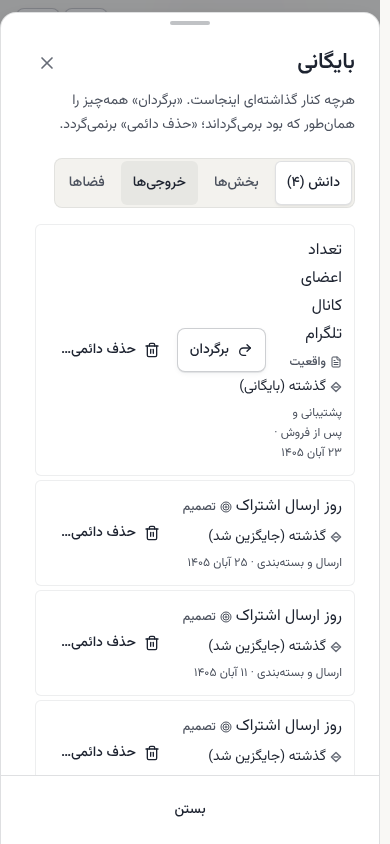 بایگانی
هرچه کنار گذاشته‌ای اینجاست. «برگردان» همه‌چیز را
همان‌طور که بود برمی‌گرداند؛ «حذف دائمی» برنمی‌گردد.
دانش (۴)
بخش‌ها
خروجی‌ها
فضاها
تعداد
اعضای
کانال
تلگرام
واقعیت
گذشته (بایگانی)
پشتیبانی و
پس از فروش ·
۲۳ آبان ۱۴۰۵
برگردان
حذف دائمی…
روز ارسال اشتراک تصمیم
گذشته (جایگزین شد)
ارسال و بسته‌بندی · ۲۵ آبان ۱۴۰۵
حذف دائمی…
روز ارسال اشتراک تصمیم
گذشته (جایگزین شد)
ارسال و بسته‌بندی · ۱۱ آبان ۱۴۰۵
حذف دائمی…
روز ارسال اشتراک تصمیم
گذشته (جایگزین شد)
حذف دائمی…
بستن